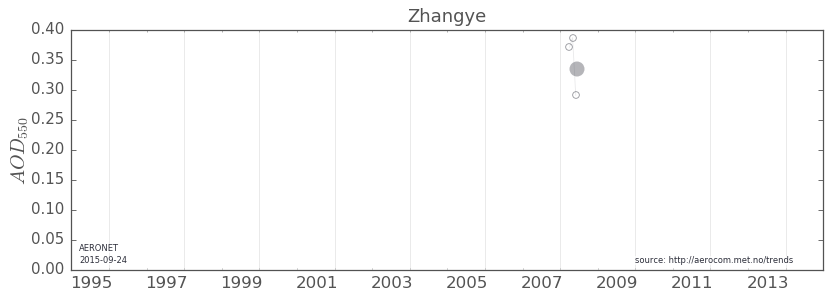 Zhangye
0.40
0.35
0.30
0.25
0.20
0.15
0.10
0.05
0.00
AOD550
AERONET
2015-09-24
source: http://aerocom.met.no/trends
1995 1997 1999 2001 2003 2005 2007 2009 2011 2013